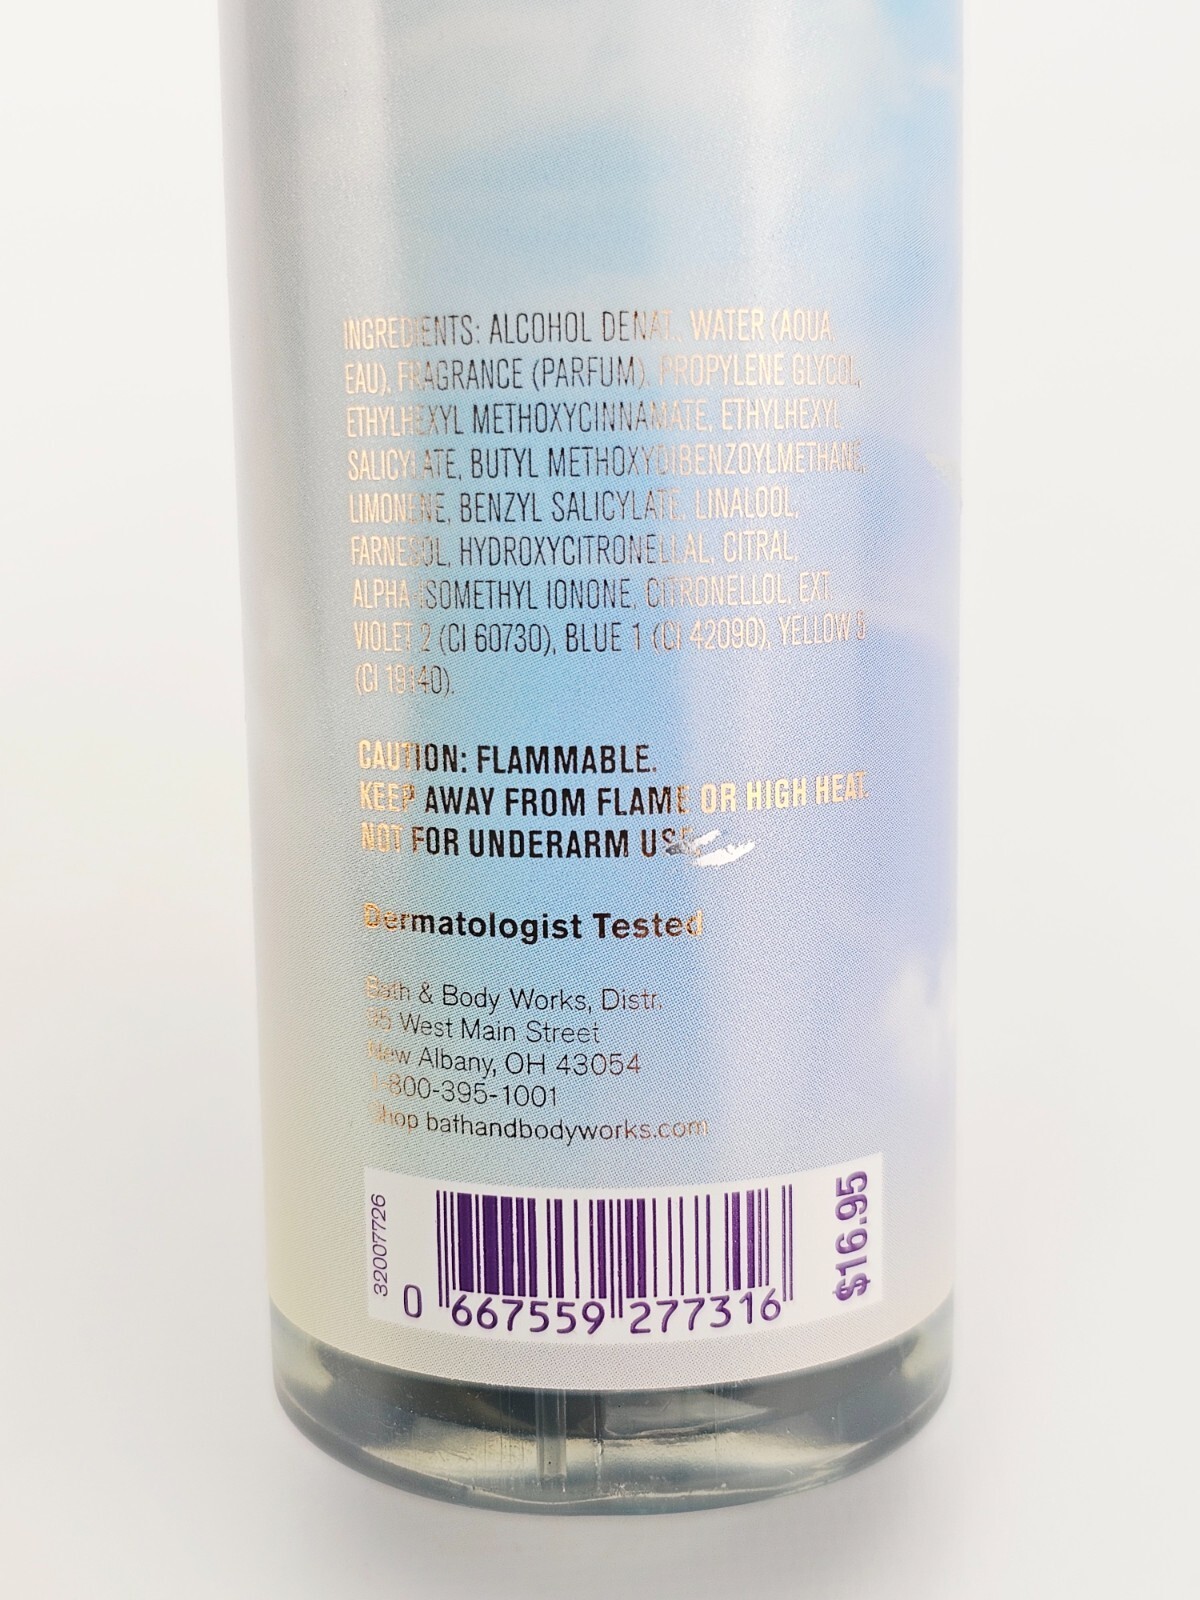 INGREDIENTS: ALCOHOL DENAT., WATER (AQUA,
EAU), FRAGRANCE (PARFUM), PROPYLENE GLYCOL,
ETHYLHEXYL METHOXYCINNAMATE, ETHYLHEXYL
SALICYLATE, BUTYL METHOXYDIBENZOYLMETHANE,
LIMONENE, BENZYL SALICYLATE, LINALOOL,
FARNESOL, HYDROXYCITRONELLAL, CITRAL,
ALPHA-ISOMETHYL IONONE, CITRONELLOL, EXT.
VIOLET 2 (CI 60730), BLUE 1 (CI 42090), YELLOW 5
(CI 19140).
CAUTION: FLAMMABLE.
KEEP AWAY FROM FLAME OR HIGH HEAT.
NOT FOR UNDERARM USE.
Dermatologist Tested
Bath & Body Works, Distr.
95 West Main Street
New Albany, OH 43054
1-800-395-1001
Shop bathandbodyworks.com
32007726
0 667559 277316
$16.95